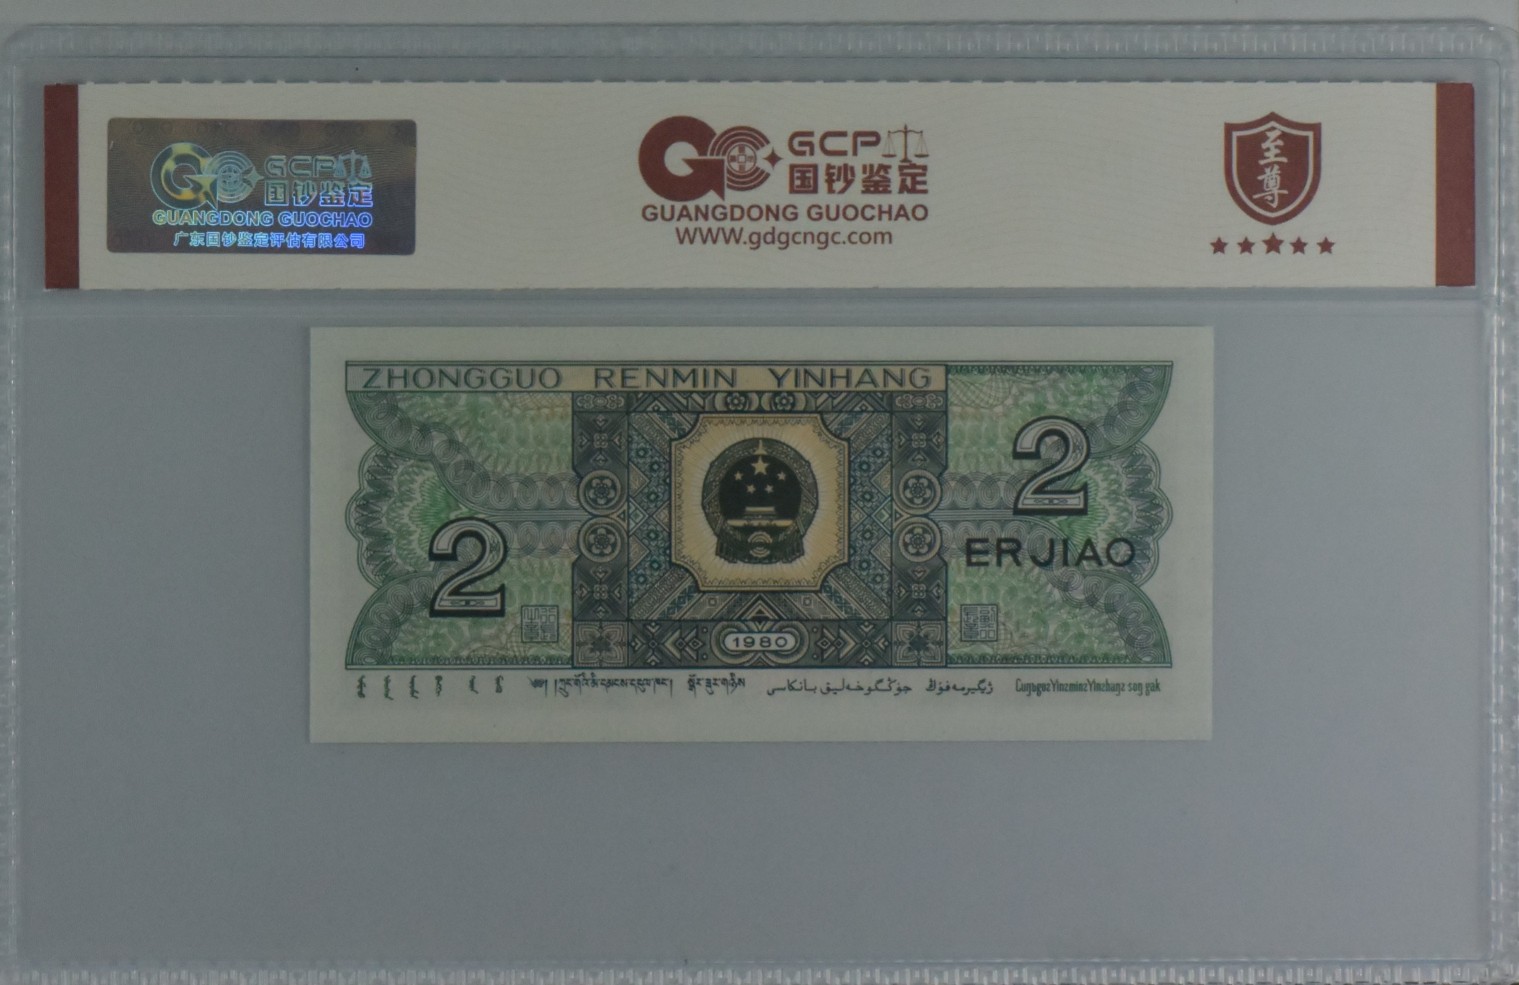 GCP
国钞鉴定
GUANGDONG GUOCHAO
广东国钞鉴定评估有限公司
GCP
国钞鉴定
GUANGDONG GUOCHAO
WWW.gdgcngc.com
至尊
ZHONGGUO RENMIN YINHANG
2
2
ERJIAO
1980
جۇڭگوخەلىق بانكاسى